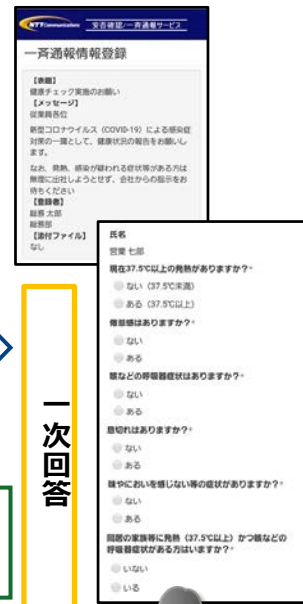 NTT Communications 安否確認/一斉通報サービス
一斉通報情報登録
【表題】
健康チェック実施のお願い
【メッセージ】
従業員各位
新型コロナウイルス（COVID-19）による感染症
対策の一環として、健康状況の報告をお願いし
ます。
なお、発熱、感染が疑われる症状等がある方は
無理に出社しようとせず、会社からの指示をお
待ちください
【登録者】
総務 太郎
総務部
【添付ファイル】
なし
一次回答
氏名
営業 七郎
現在37.5℃以上の発熱がありますか？*
ない（37.5℃未満）
ある（37.5℃以上）
倦怠感はありますか？*
ない
ある
咳などの呼吸器症状はありますか？*
ない
ある
息切れはありますか？*
ない
ある
味やにおいを感じない等の症状がありますか？*
ない
ある
同居の家族等に発熱（37.5℃以上）かつ咳などの
呼吸器症状がある方はいますか？*
いない
いる